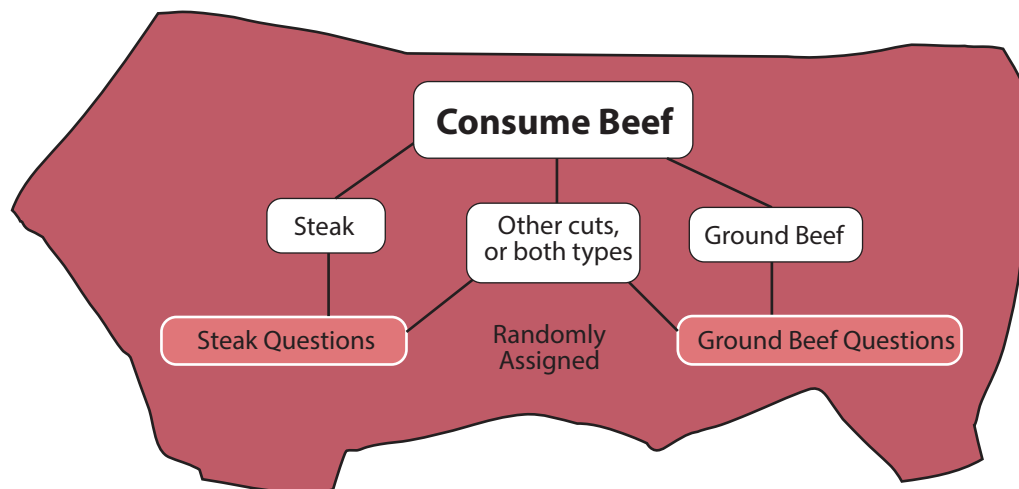 Consume Beef
Steak
Other cuts,
or both types
Ground Beef
Steak Questions
Randomly
Assigned
Ground Beef Questions